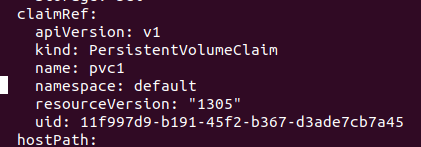 claimRef:
apiVersion: v1
kind: PersistentVolumeClaim
name: pvc1
namespace: default
resourceVersion: "1305"
uid: 11f997d9-b191-45f2-b367-d3ade7cb7a45
hostPath: